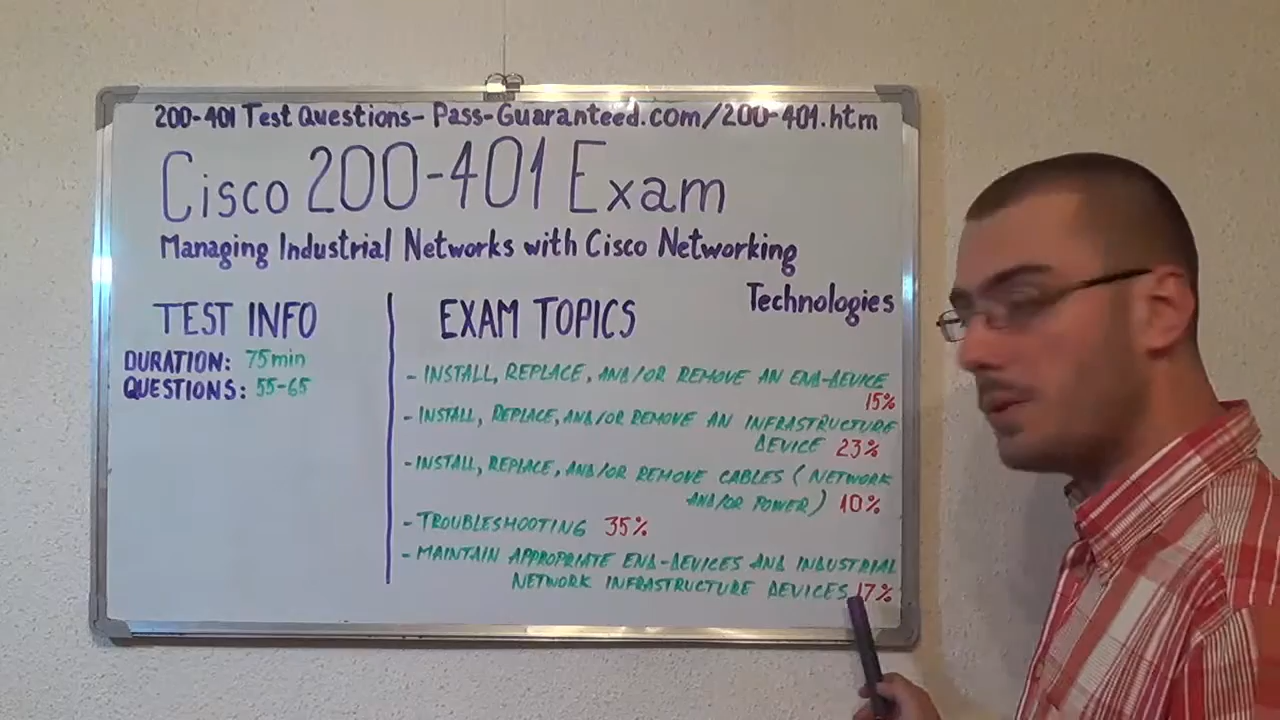 200-401 Test Questions- Pass-Guaranteed.com/200-401.htm
Cisco 200-401 Exam
Managing Industrial Networks with Cisco Networking
Technologies
TEST INFO
DURATION: 75min
QUESTIONS: 55-65
EXAM TOPICS
- INSTALL, REPLACE, AND/OR REMOVE AN END-DEVICE
15%
- INSTALL, REPLACE, AND/OR REMOVE AN INFRASTRUCTURE
DEVICE 23%
- INSTALL, REPLACE, AND/OR REMOVE CABLES (NETWORK
AND/OR POWER) 10%
- TROUBLESHOOTING 35%
- MAINTAIN APPROPRIATE END-DEVICES AND INDUSTRIAL
NETWORK INFRASTRUCTURE DEVICES 17%